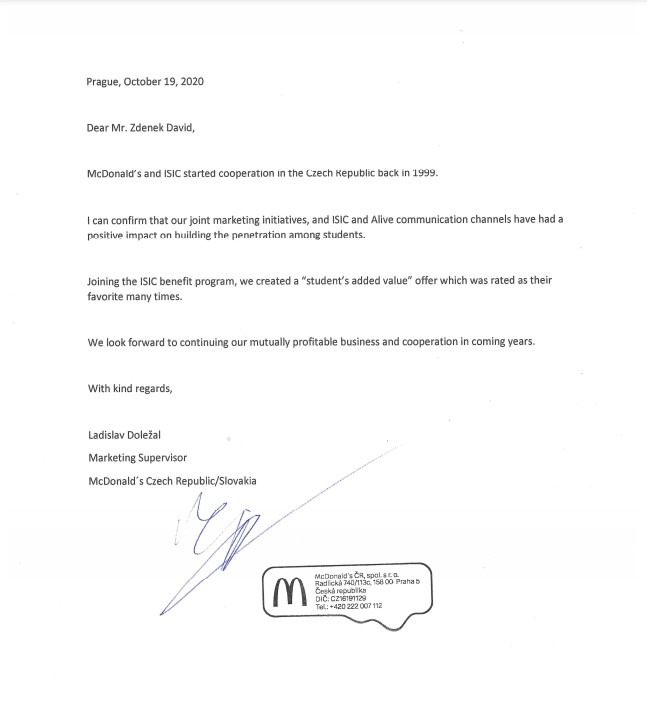 Prague, October 19, 2020
Dear Mr. Zdenek David,
McDonald's and ISIC started cooperation in the Czech Republic back in 1999.
I can confirm that our joint marketing initiatives, and ISIC and Alive communication channels have had a
positive impact on building the penetration among students.
Joining the ISIC benefit program, we created a "student's added value" offer which was rated as their
favorite many times.
We look forward to continuing our mutually profitable business and cooperation in coming years.
With kind regards,
Ladislav Doležal
Marketing Supervisor
McDonald´s Czech Republic/Slovakia
McDonald's ČR, spol. s r. o.
Radlická 740/113c, 158 00 Praha 5
Česká republika
DIČ: CZ16191129
Tel.: +420 222 007 112